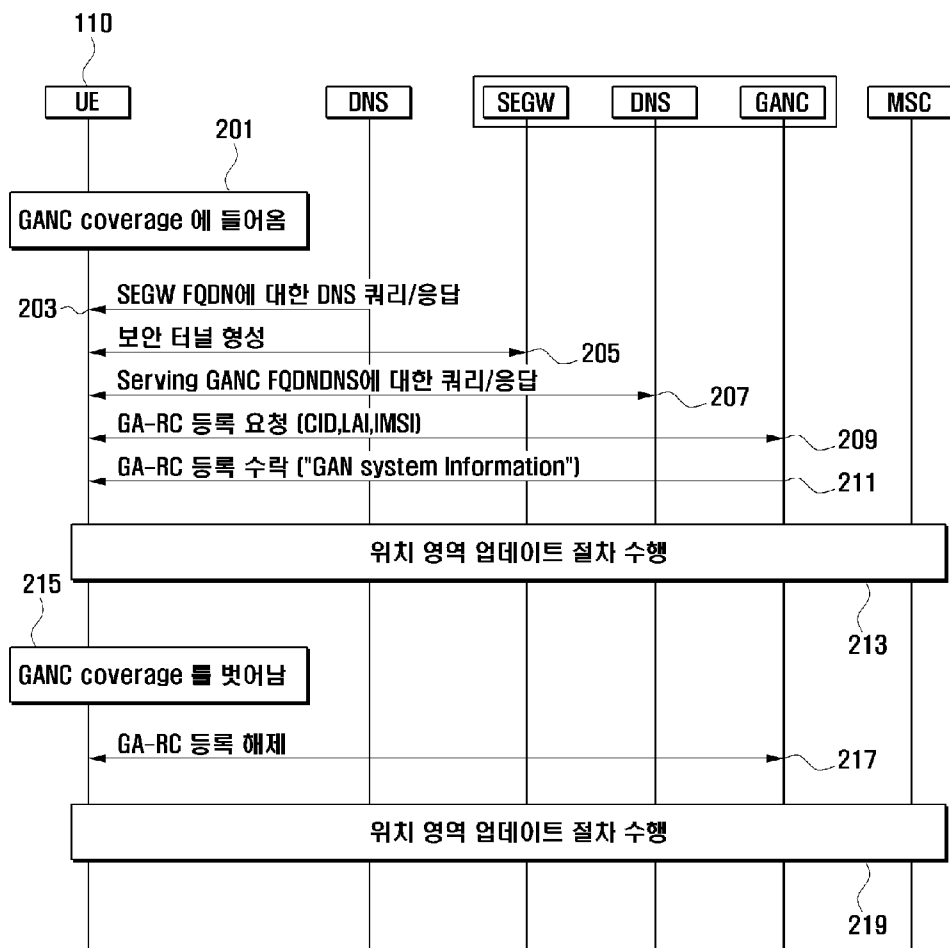 110
UE
DNS
SEGW
DNS
GANC
MSC
201
GANC coverage 에 들어옴
SEGW FQDN에 대한 DNS 쿼리/응답
203
보안 터널 형성
205
Serving GANC FQDNDNS에 대한 쿼리/응답
207
GA-RC 등록 요청 (CID,LAI,IMSI)
209
GA-RC 등록 수락 ("GAN system Information")
211
위치 영역 업데이트 절차 수행
213
215
GANC coverage 를 벗어남
GA-RC 등록 해제
217
위치 영역 업데이트 절차 수행
219